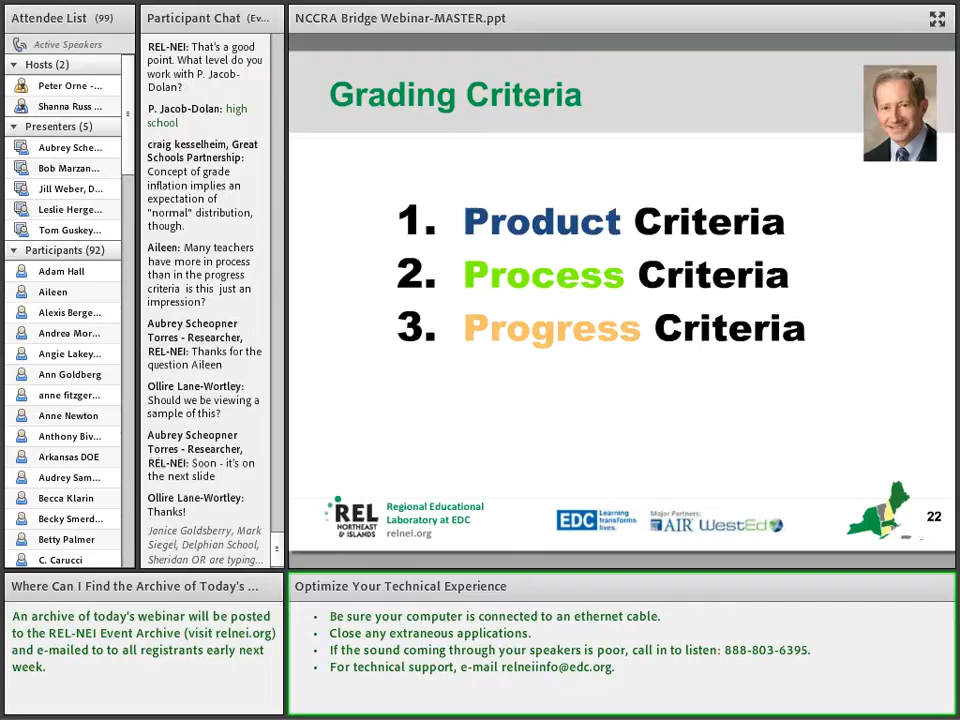 Attendee List (99)
Active Speakers
Hosts (2)
Peter Orne -...
Shanna Russ ...
Presenters (5)
Aubrey Sche...
Bob Marzan...
Jill Weber, D...
Leslie Herge...
Tom Guskey...
Participants (92)
Adam Hall
Aileen
Alexis Berge...
Andrea Mor...
Angie Lakey...
Ann Goldberg
anne fitzger...
Anne Newton
Anthony Biv...
Arkansas DOE
Audrey Sam...
Becca Klarin
Becky Smerd...
Betty Palmer
C. Carucci
Participant Chat (Ev...
REL-NEI: That's a good
point. What level do you
work with P. Jacob-
Dolan?
P. Jacob-Dolan: high
school
craig kesselheim, Great
Schools Partnership:
Concept of grade
inflation implies an
expectation of
"normal" distribution,
though.
Aileen: Many teachers
have more in process
than in the progress
criteria is this just an
impression?
Aubrey Scheopner
Torres - Researcher,
REL-NEI: Thanks for the
question Aileen
Ollire Lane-Wortley:
Should we be viewing a
sample of this?
Aubrey Scheopner
Torres - Researcher,
REL-NEI: Soon - it's on
the next slide
Ollire Lane-Wortley:
Thanks!
Janice Goldsberry, Mark
Siegel, Delphian School,
Sheridan OR are typing...
NCCRA Bridge Webinar-MASTER.ppt
Grading Criteria
1. Product Criteria
2. Process Criteria
3. Progress Criteria
REL
NORTHEAST
& ISLANDS
Regional Educational
Laboratory at EDC
relnei.org
EDC
Learning
transforms
lives.
Major Partners:
AIR WestEd
22
Where Can I Find the Archive of Today's ...
An archive of today's webinar will be posted
to the REL-NEI Event Archive (visit relnei.org)
and e-mailed to to all registrants early next
week.
Optimize Your Technical Experience
• Be sure your computer is connected to an ethernet cable.
• Close any extraneous applications.
• If the sound coming through your speakers is poor, call in to listen: 888-803-6395.
• For technical support, e-mail relneiinfo@edc.org.